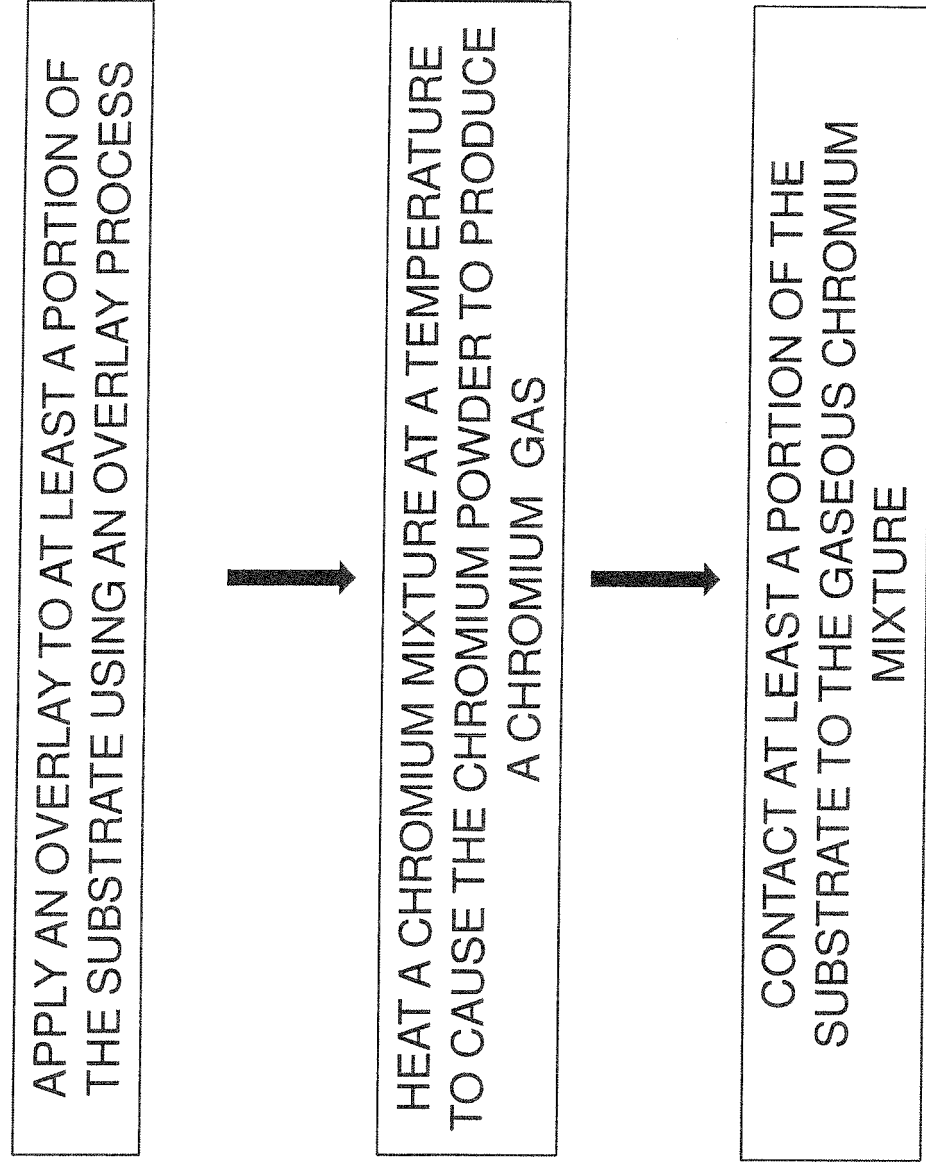 APPLY AN OVERLAY TO AT LEAST A PORTION OF
THE SUBSTRATE USING AN OVERLAY PROCESS
HEAT A CHROMIUM MIXTURE AT A TEMPERATURE
TO CAUSE THE CHROMIUM POWDER TO PRODUCE
A CHROMIUM GAS
CONTACT AT LEAST A PORTION OF THE
SUBSTRATE TO THE GASEOUS CHROMIUM
MIXTURE